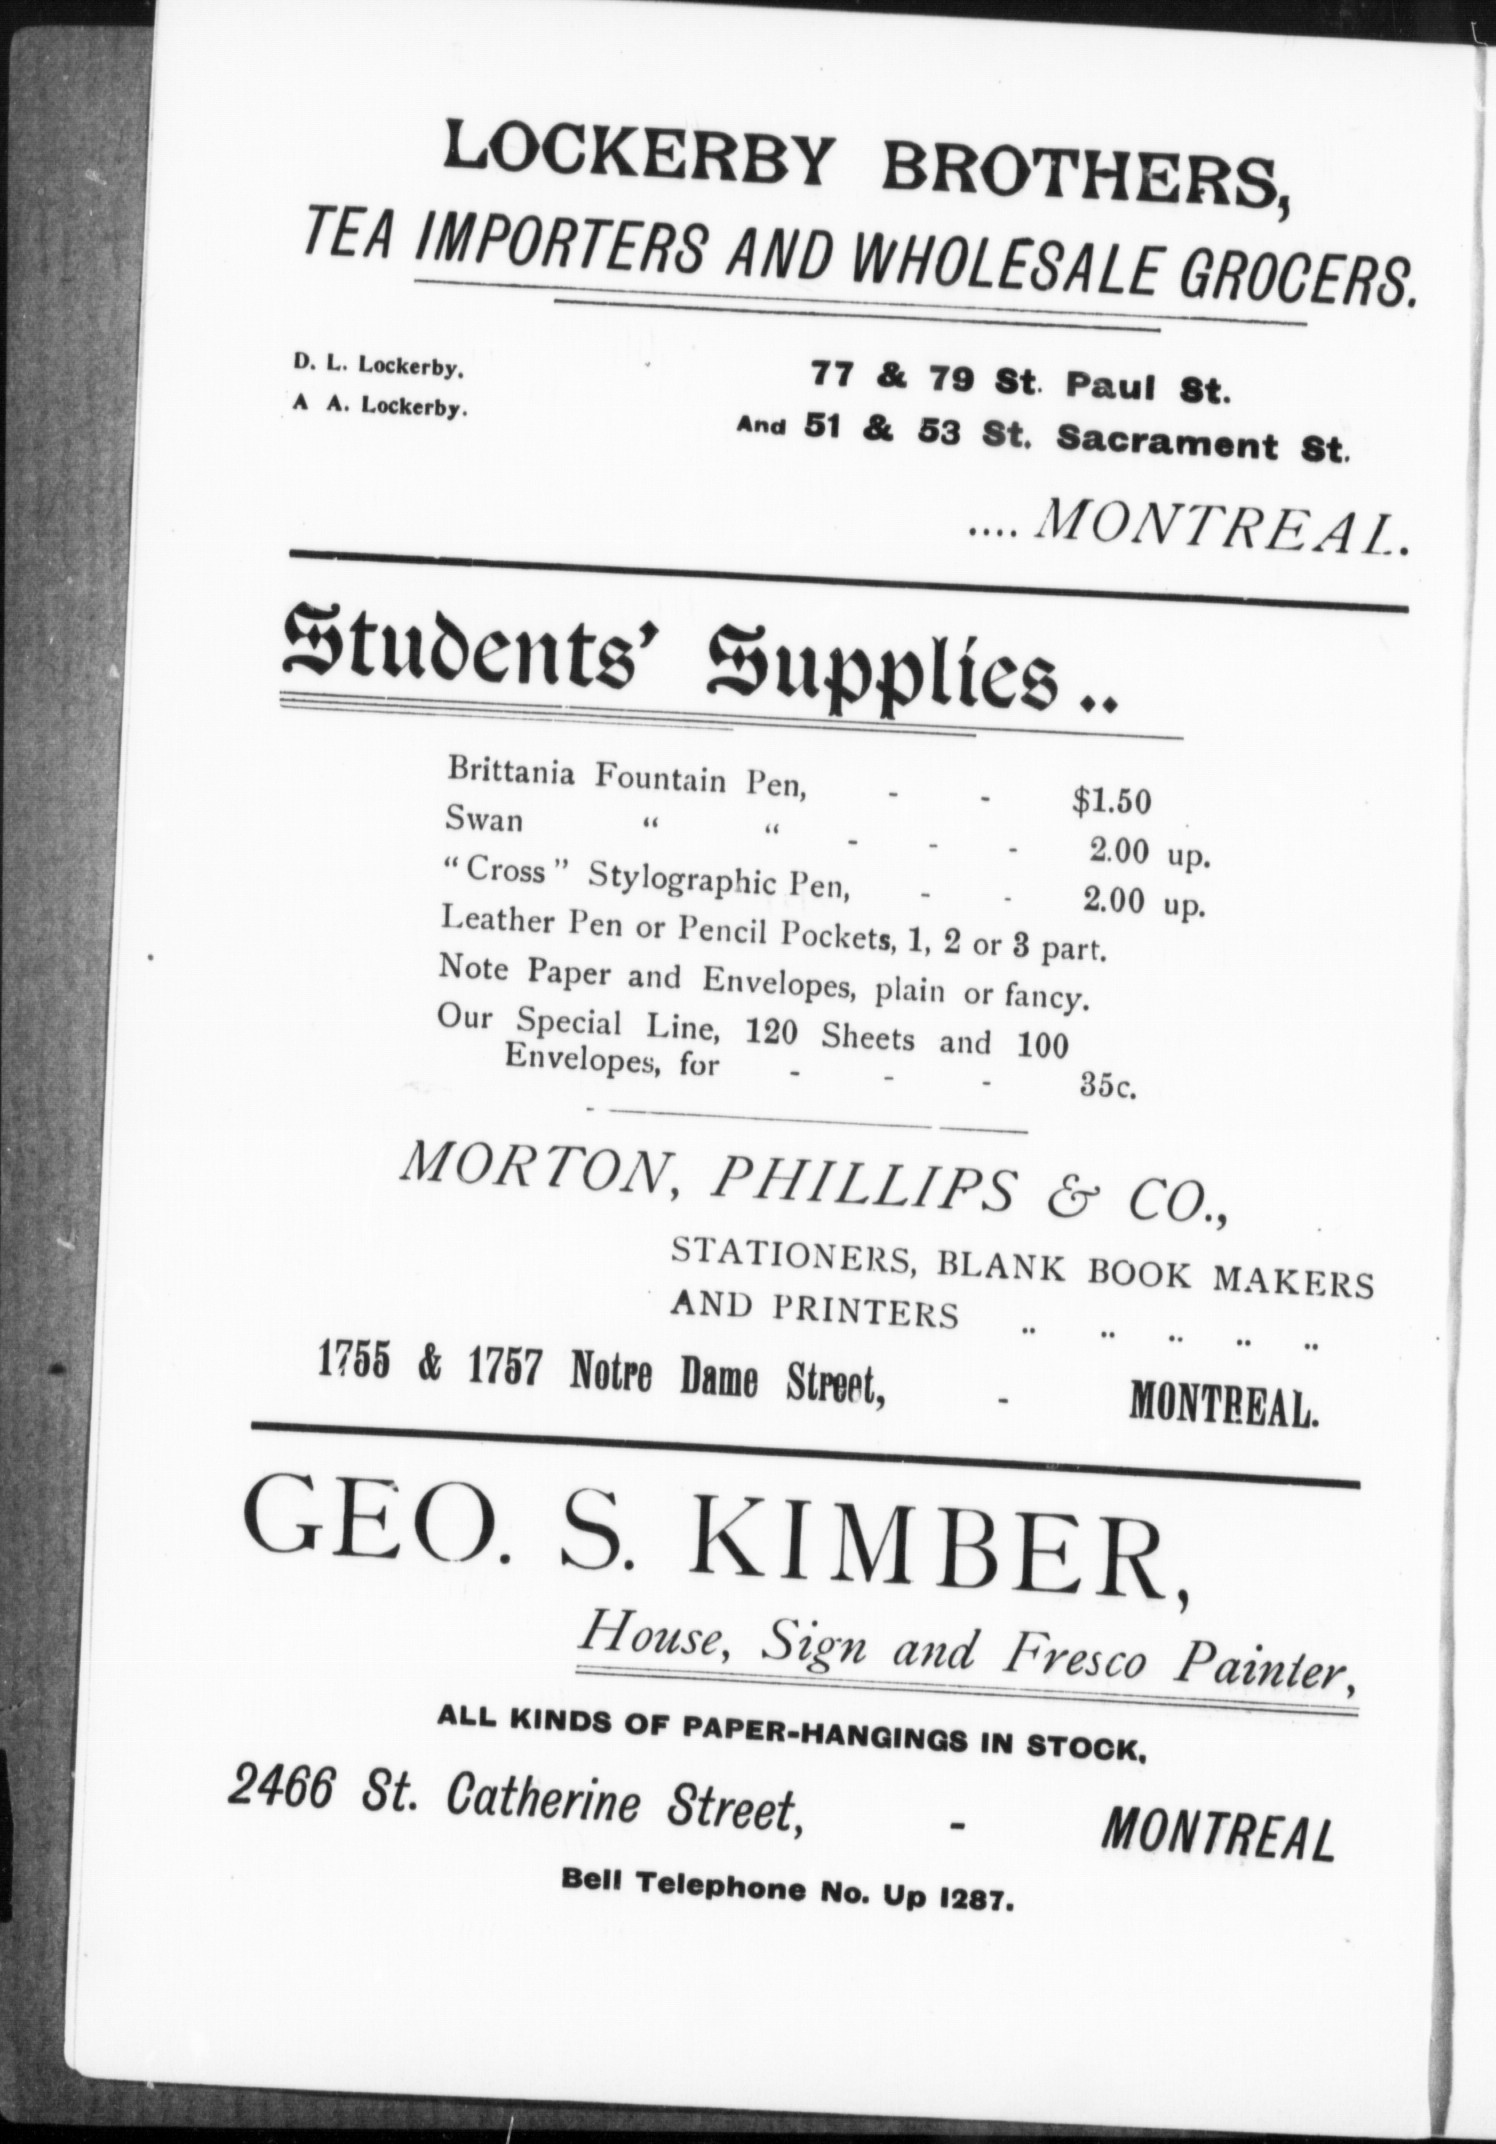 LOCKERBY BROTHERS,
TEA IMPORTERS AND WHOLESALE GROCERS.
D. L. Lockerby.
A A. Lockerby.
77 & 79 St. Paul St.
And 51 & 53 St. Sacrament St.
.... MONTREAL.
Students' Supplies..
Brittania Fountain Pen, - - $1.50
Swan “ “ - - - 2.00 up.
“Cross” Stylographic Pen, - - 2.00 up.
Leather Pen or Pencil Pockets, 1, 2 or 3 part.
Note Paper and Envelopes, plain or fancy.
Our Special Line, 120 Sheets and 100
Envelopes, for - - - 35c.
MORTON, PHILLIPS & CO.,
STATIONERS, BLANK BOOK MAKERS
AND PRINTERS .. .. .. .. ..
1755 & 1757 Notre Dame Street, - MONTREAL.
GEO. S. KIMBER,
House, Sign and Fresco Painter,
ALL KINDS OF PAPER-HANGINGS IN STOCK,
2466 St. Catherine Street, - MONTREAL
Bell Telephone No. Up 1287.